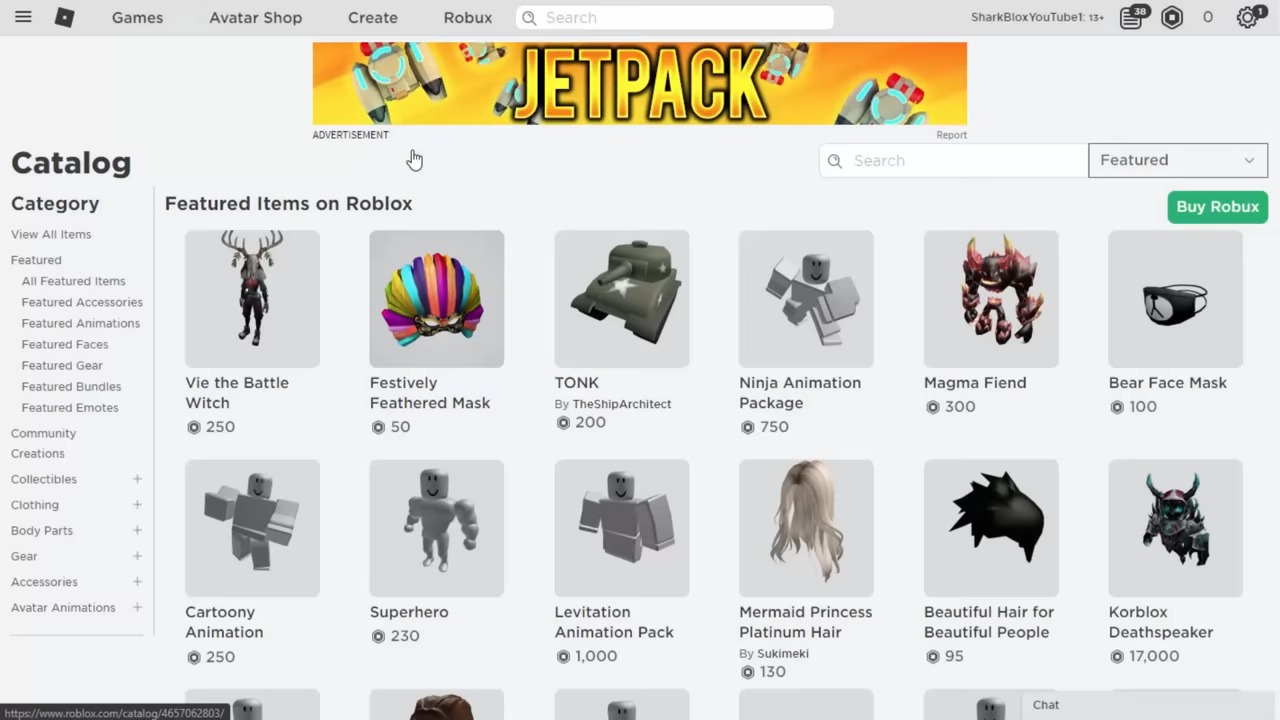 Games
Avatar Shop
Create
Robux
Search
SharkBloxYouTube1: 13+
38
0
1
JETPACK
ADVERTISEMENT
Report
Catalog
Search
Featured
Category
Featured Items on Roblox
Buy Robux
View All Items
Featured
All Featured Items
Featured Accessories
Featured Animations
Featured Faces
Featured Gear
Featured Bundles
Featured Emotes
Community
Creations
Collectibles +
Clothing +
Body Parts +
Gear +
Accessories +
Avatar Animations +
Vie the Battle
Witch
250
Festively
Feathered Mask
50
TONK
By TheShipArchitect
200
Ninja Animation
Package
750
Magma Fiend
300
Bear Face Mask
100
Cartoony
Animation
250
Superhero
230
Levitation
Animation Pack
1,000
Mermaid Princess
Platinum Hair
By Sukimeki
130
Beautiful Hair for
Beautiful People
95
Korblox
Deathspeaker
17,000
https://www.roblox.com/catalog/4657062803/
Chat